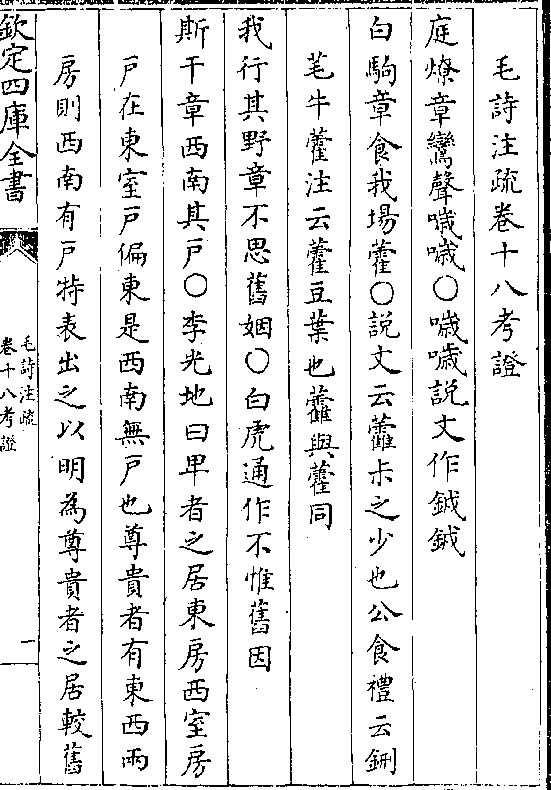 毛詩注疏卷十八考證
庭燎章鸞聲噦噦○噦噦說文作鉞鉞
白駒章食我場藿○說文云藿尗之少也公食禮云鉶
芼牛藿注云藿豆葉也虇與藿同
我行其野章不思舊姻○白虎通作不惟舊因
斯干章西南其戸○李光地曰卑者之居東房西室房
戸在東室戸偏東是西南無戸也尊貴者有東西兩
房則西南有戸特表出之以明為尊貴者之居較舊
欽定四庫全書
毛詩注疏
卷十八考證
一